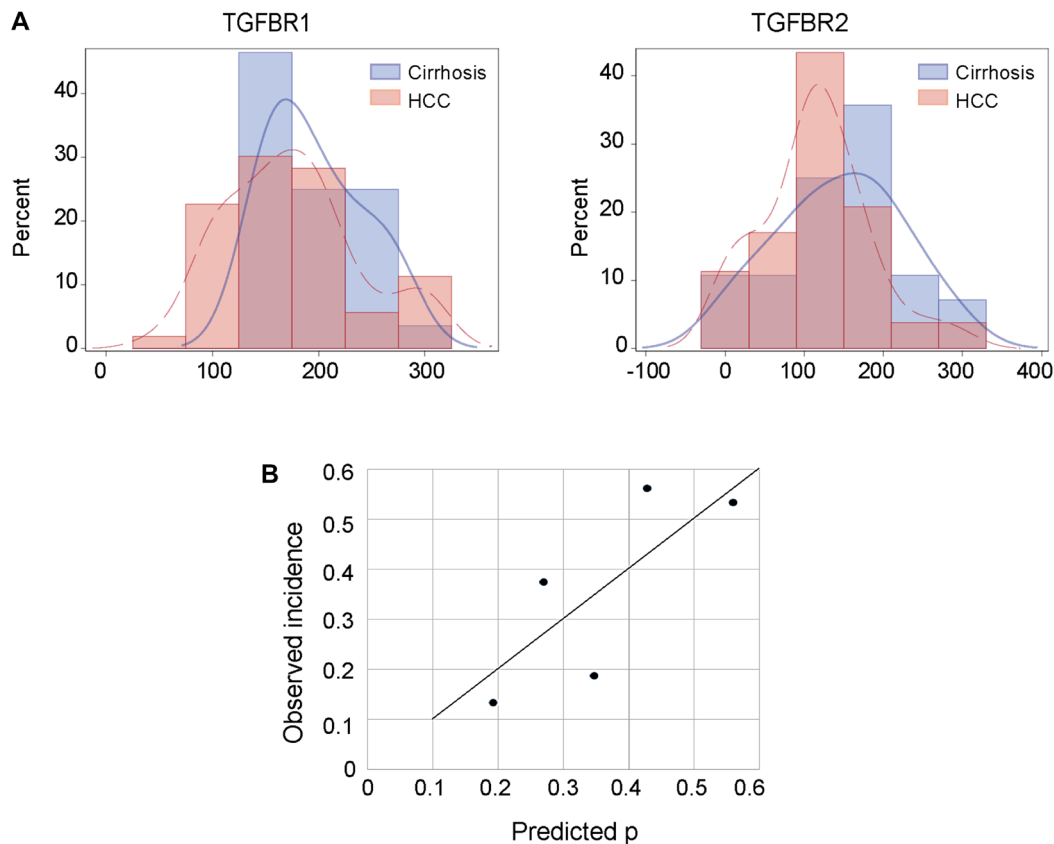 A
TGFBR1
Percent
40
30
20
10
0
0 100 200 300
Cirrhosis
HCC
TGFBR2
Percent
40
30
20
10
0
-100 0 100 200 300 400
Cirrhosis
HCC
B
Observed incidence
0.6
0.5
0.4
0.3
0.2
0.1
0
0 0.1 0.2 0.3 0.4 0.5 0.6
Predicted p